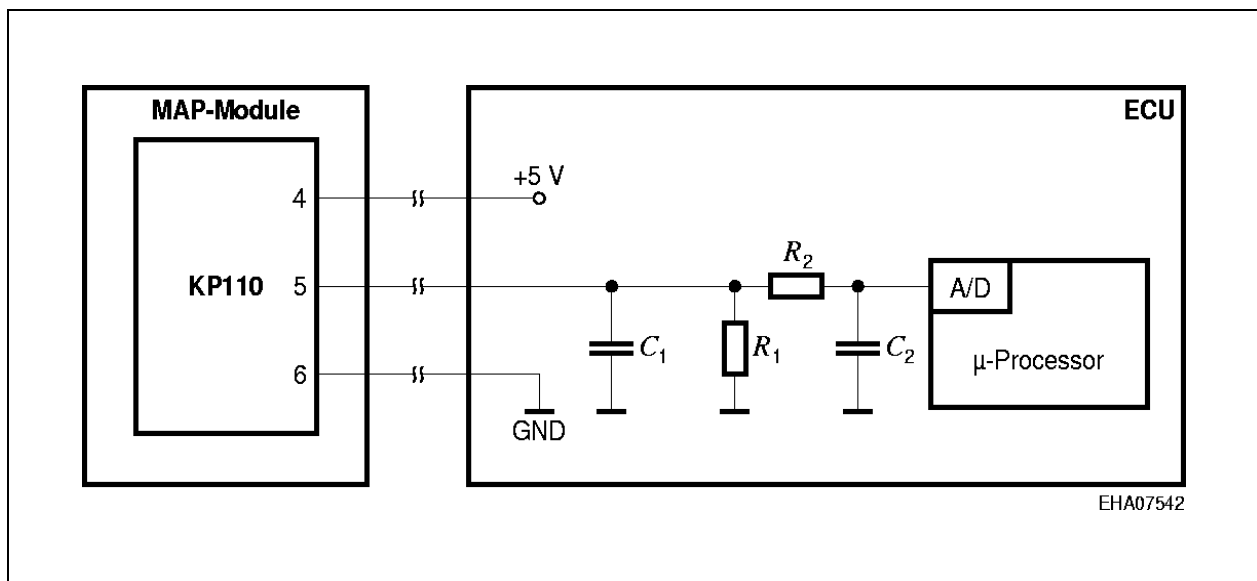 MAP-Module
ECU
4
+5 V
KP110
5
R2
A/D
C1
R1
C2
µ-Processor
6
GND
EHA07542